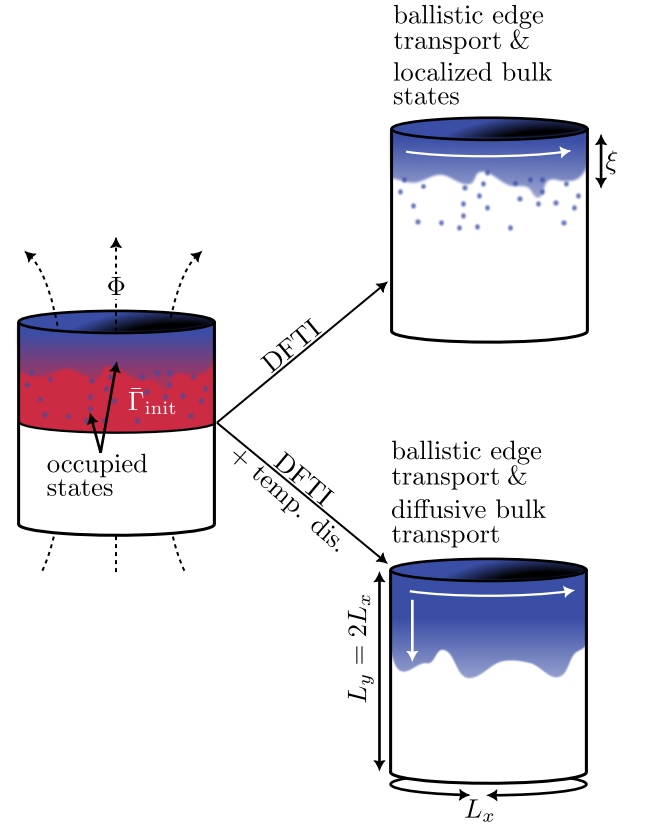 ballistic edge
transport &
localized bulk
states
ξ
Φ
Γ̄init
occupied
states
DFTI
DFTI
+ temp. dis.
ballistic edge
transport &
diffusive bulk
transport
Ly = 2Lx
Lx